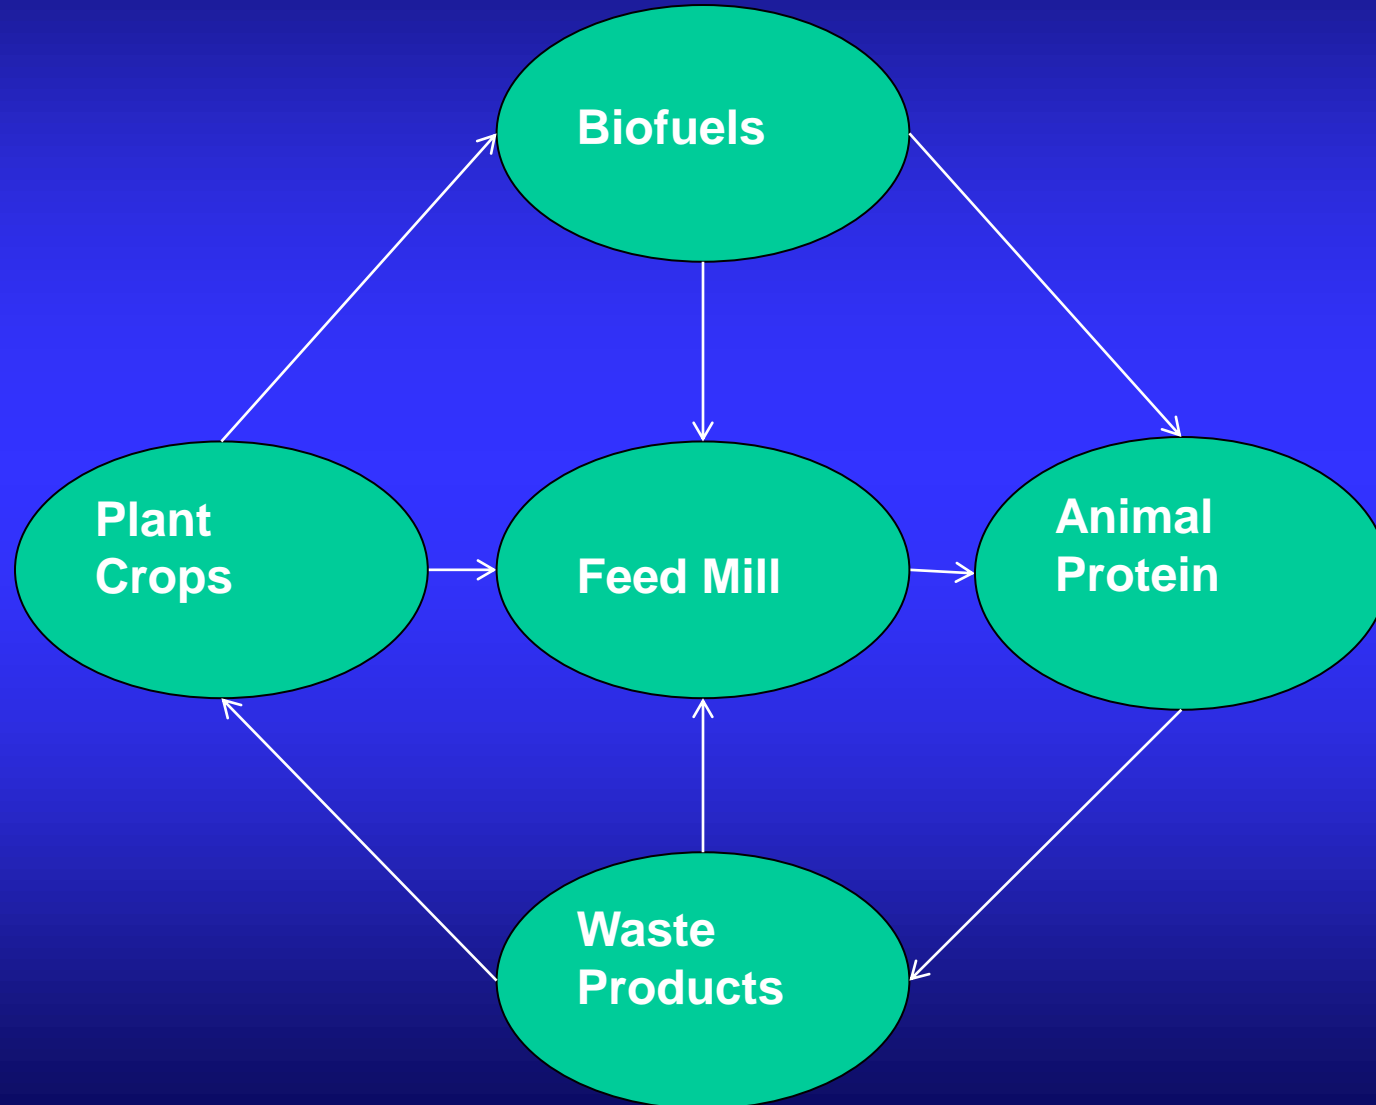 Biofuels
Plant
Crops
Feed Mill
Animal
Protein
Waste
Products